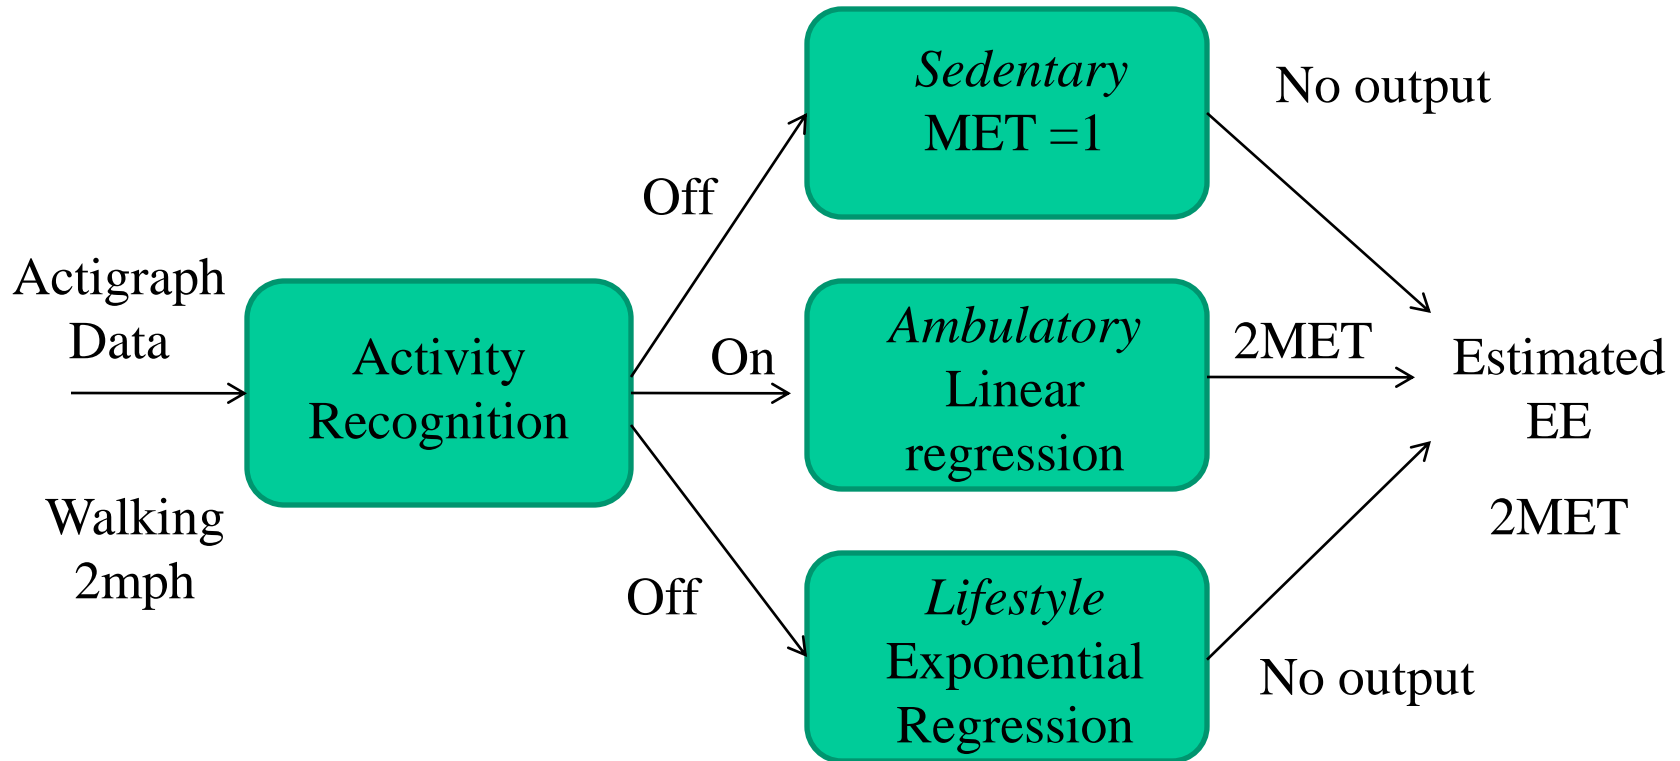 Actigraph
Data
Walking
2mph
Activity
Recognition
Off
On
Off
Sedentary
MET =1
Ambulatory
Linear
regression
Lifestyle
Exponential
Regression
No output
2MET
No output
Estimated
EE
2MET